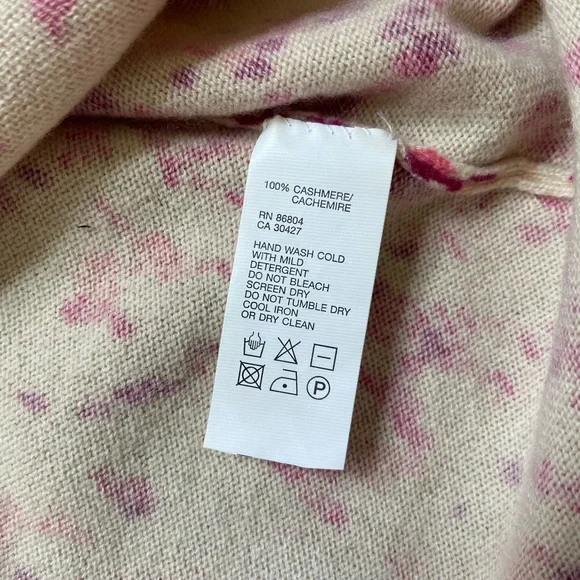 100% CASHMERE/
CACHEMIRE
RN 86804
CA 30427
HAND WASH COLD
WITH MILD
DETERGENT
DO NOT BLEACH
SCREEN DRY
DO NOT TUMBLE DRY
COOL IRON
OR DRY CLEAN
P